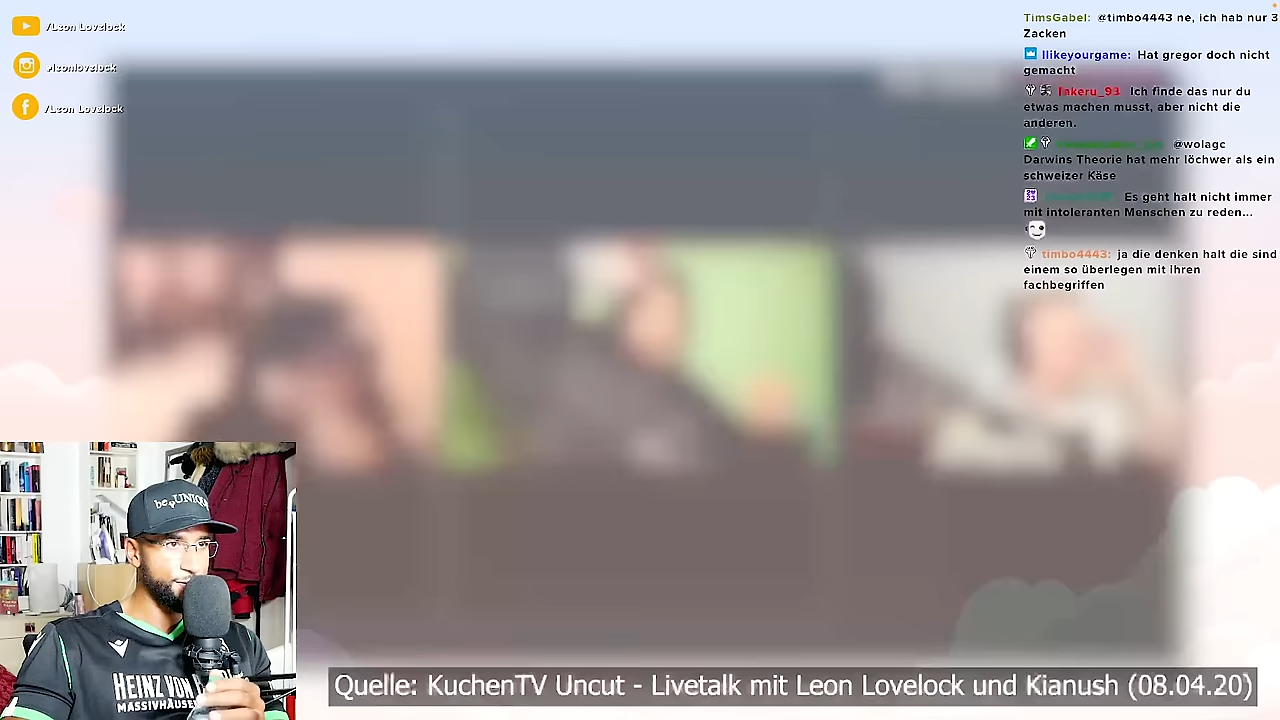 /Leon Lovelock
/leonlovelock
/Leon Lovelock
TimsGabel: @timbo4443 ne, ich hab nur 3
Zacken
Ilikeyourgame: Hat gregor doch nicht
gemacht
Takeru_93 Ich finde das nur du
etwas machen musst, aber nicht die
anderen.
@wolagc
Darwins Theorie hat mehr löchwer als ein
schweizer Käse
Es geht halt nicht immer
mit intoleranten Menschen zu reden...
timbo4443: ja die denken halt die sind
einem so überlegen mit ihren
fachbegriffen
HEINZ VON
MASSIVHÄUSER
Quelle: KuchenTV Uncut - Livetalk mit Leon Lovelock und Kianush (08.04.20)